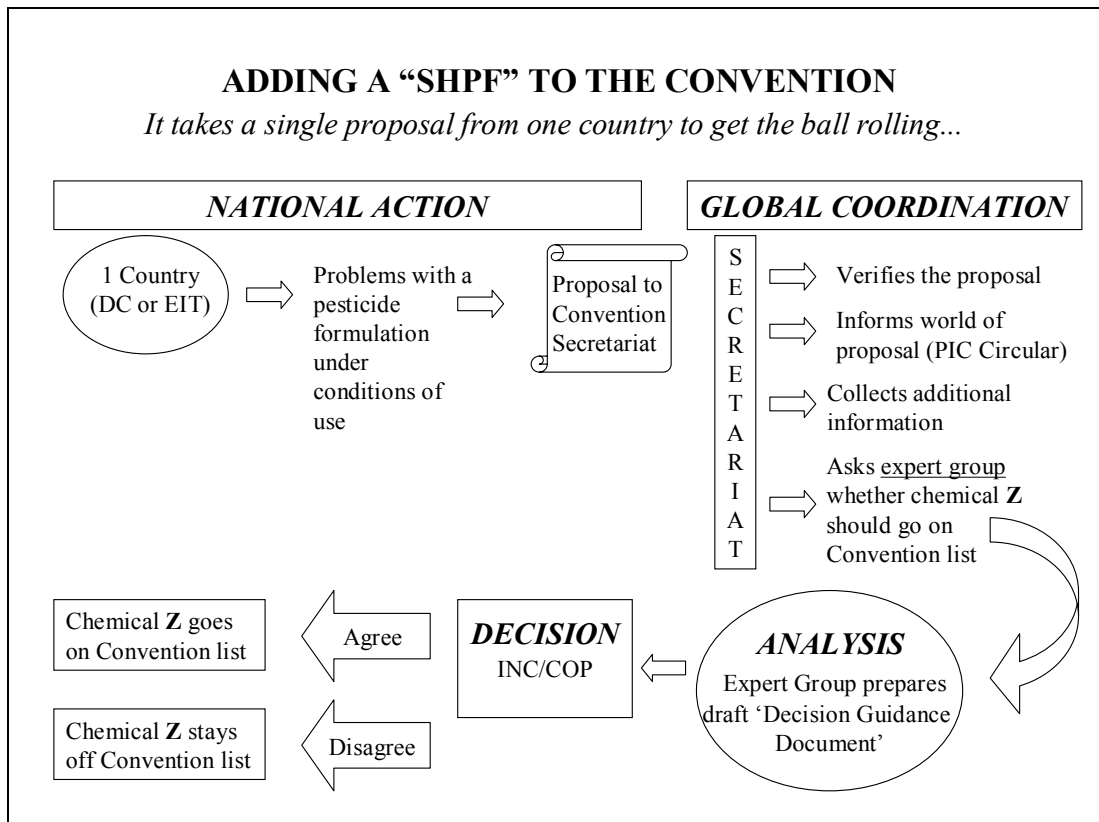 ADDING A “SHPF” TO THE CONVENTION
It takes a single proposal from one country to get the ball rolling...
NATIONAL ACTION
GLOBAL COORDINATION
1 Country
(DC or EIT)
Problems with a
pesticide
formulation
under
conditions of
use
Proposal to
Convention
Secretariat
S
E
C
R
E
T
A
R
I
A
T
Verifies the proposal
Informs world of
proposal (PIC Circular)
Collects additional
information
Asks expert group
whether chemical Z
should go on
Convention list
ANALYSIS
Expert Group prepares
draft ‘Decision Guidance
Document’
DECISION
INC/COP
Agree
Chemical Z goes
on Convention list
Disagree
Chemical Z stays
off Convention list